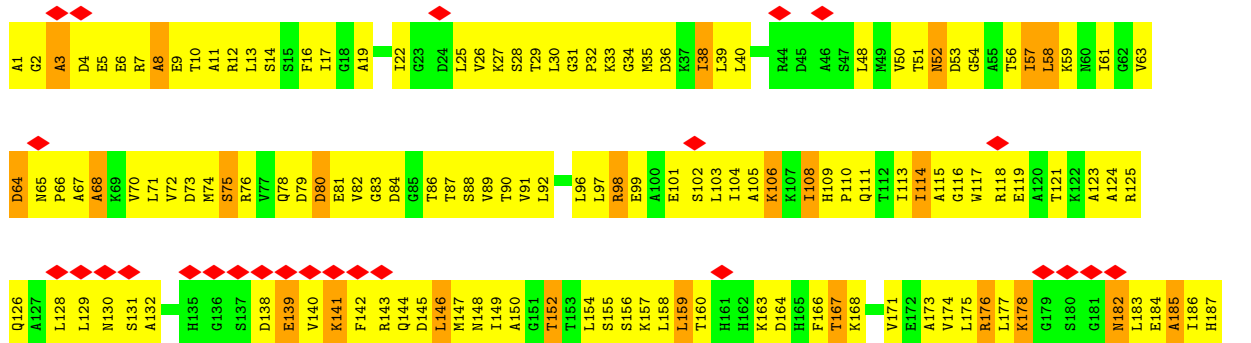 A1 G2 A3 D4 E5 E6 R7 A8 E9 T10 A11 R12 L13 S14 S15 F16 I17 G18 A19 I22 G23 D24 L25 V26 K27 S28 T29 L30 G31 P32 K33 G34 M35 D36 K37 I38 L39 L40 R44 D45 A46 S47 L48 M49 V50 T51 N52 D53 G54 A55 T56 I57 L58 K59 N60 I61 G62 V63
D64 N65 P66 A67 A68 K69 V70 L71 V72 D73 M74 S75 R76 V77 Q78 D79 D80 E81 V82 G83 D84 G85 T86 T87 S88 V89 T90 V91 L92 L96 L97 R98 E99 A100 E101 S102 L103 I104 A105 K106 K107 I108 H109 P110 Q111 T112 I113 I114 A115 G116 W117 R118 E119 A120 T121 K122 A123 A124 R125
Q126 A127 L128 L129 N130 S131 A132 H135 G136 S137 D138 E139 V140 K141 F142 R143 Q144 D145 L146 M147 N148 I149 A150 G151 T152 T153 L154 S155 S156 K157 L158 L159 T160 H161 H162 K163 D164 H165 F166 T167 K168 V171 E172 A173 V174 L175 R176 L177 K178 G179 S180 G181 N182 L183 E184 A185 I186 H187